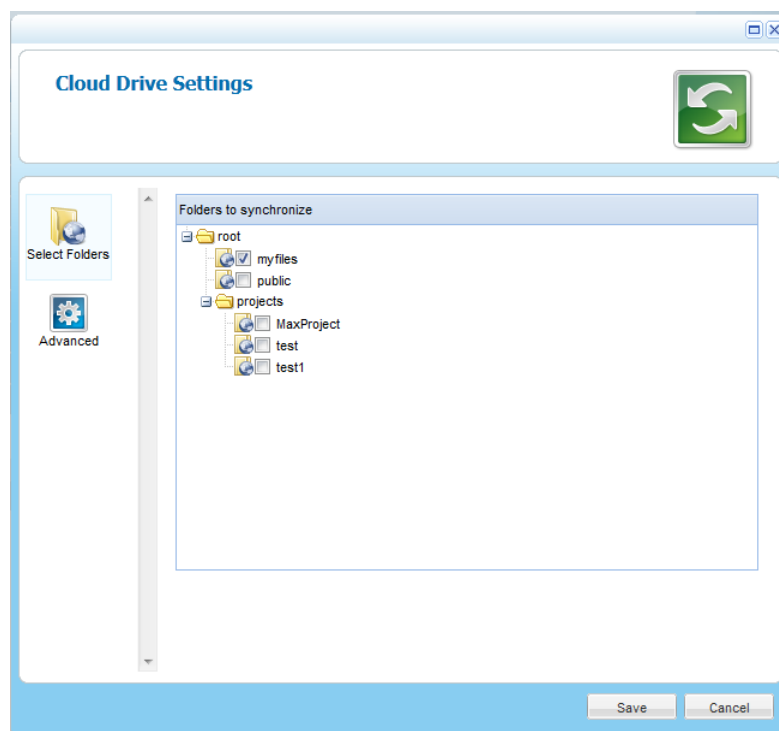 Cloud Drive Settings
Select Folders
Advanced
Folders to synchronize
root
myfiles
public
projects
MaxProject
test
test1
Save Cancel